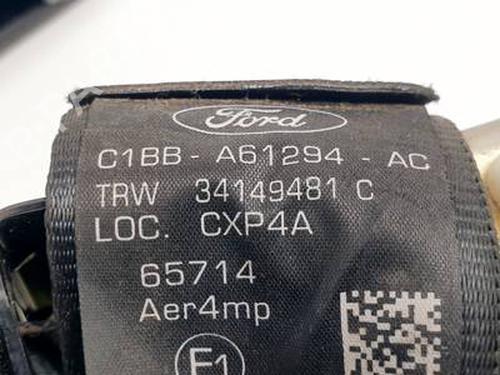 Ford
C1BB - A61294 - AC
TRW 34149481 C
LOC. CXP4A
65714
Aer4mp
E1